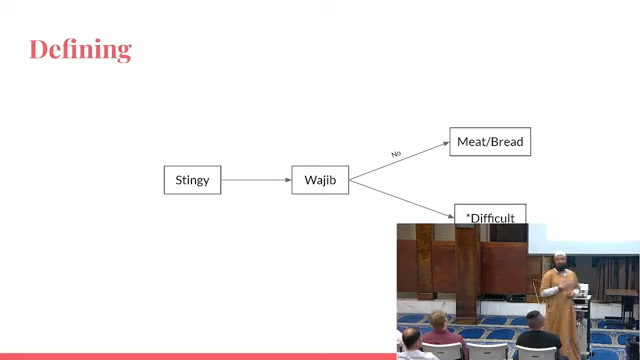 Defining
Stingy
Wajib
No
Meat/Bread
*Difficult